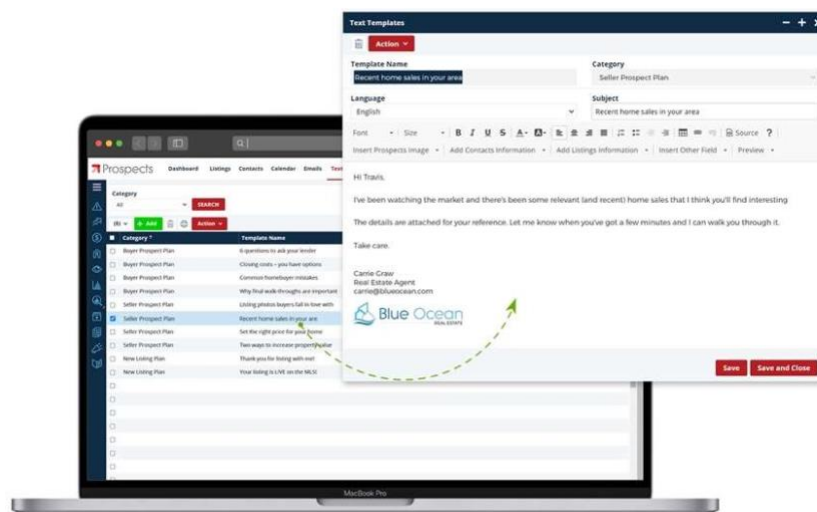 Text Templates
Action
Template Name
Category
Recent home sales in your area
Seller Prospect Plan
Language
Subject
English
Recent home sales in your area
Font
Size
B I U S
Source ?
Insert Prospects Image
Add Contacts Information
Add Listings Information
Insert Other Field
Preview
Hi Travis,
I've been watching the market and there's been some relevant (and recent) home sales that I think you'll find interesting
The details are attached for your reference. Let me know when you've got a few minutes and I can walk you through it.
Take care.
Carrie Graw
Real Estate Agent
carrie@blueocean.com
Blue Ocean
REAL ESTATE
Save
Save and Close
Prospects
Dashboard Listings Contacts Calender Emails Text
Category
All
SEARCH
+ Add
Action
Category Template Name
Buyer Prospect Plan 6 questions to ask your lender
Buyer Prospect Plan Closing costs – you have options
Buyer Prospect Plan Common homebuyer mistakes
Buyer Prospect Plan Why final walk-throughs are important
Seller Prospect Plan Listing photos buyers fall in love with
Seller Prospect Plan Recent home sales in your are
Seller Prospect Plan Set the right price for your home
Seller Prospect Plan Two ways to increase property value
New Listing Plan Thank you for listing with me!
New Listing Plan Your listing is LIVE on the MLS!
MacBook Pro